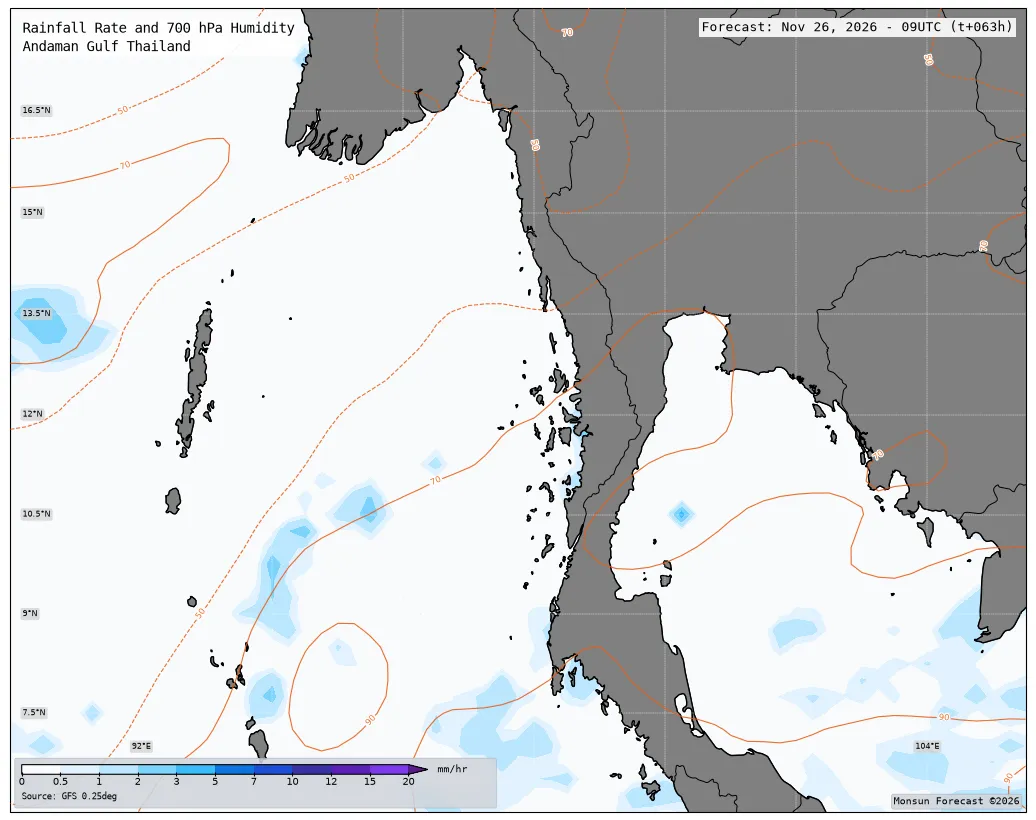 Rainfall Rate and 700 hPa Humidity
Andaman Gulf Thailand
Forecast: Nov 26, 2026 - 09UTC (t+063h)
70
50
50
16.5°N
50
70
50
15°N
70
13.5°N
12°N
70
70
10.5°N
9°N
50
7.5°N
90
90
92°E
104°E
90
mm/hr
0 0.5 1 2 3 5 7 10 12 15 20
Source: GFS 0.25deg
Monsun Forecast ©2026